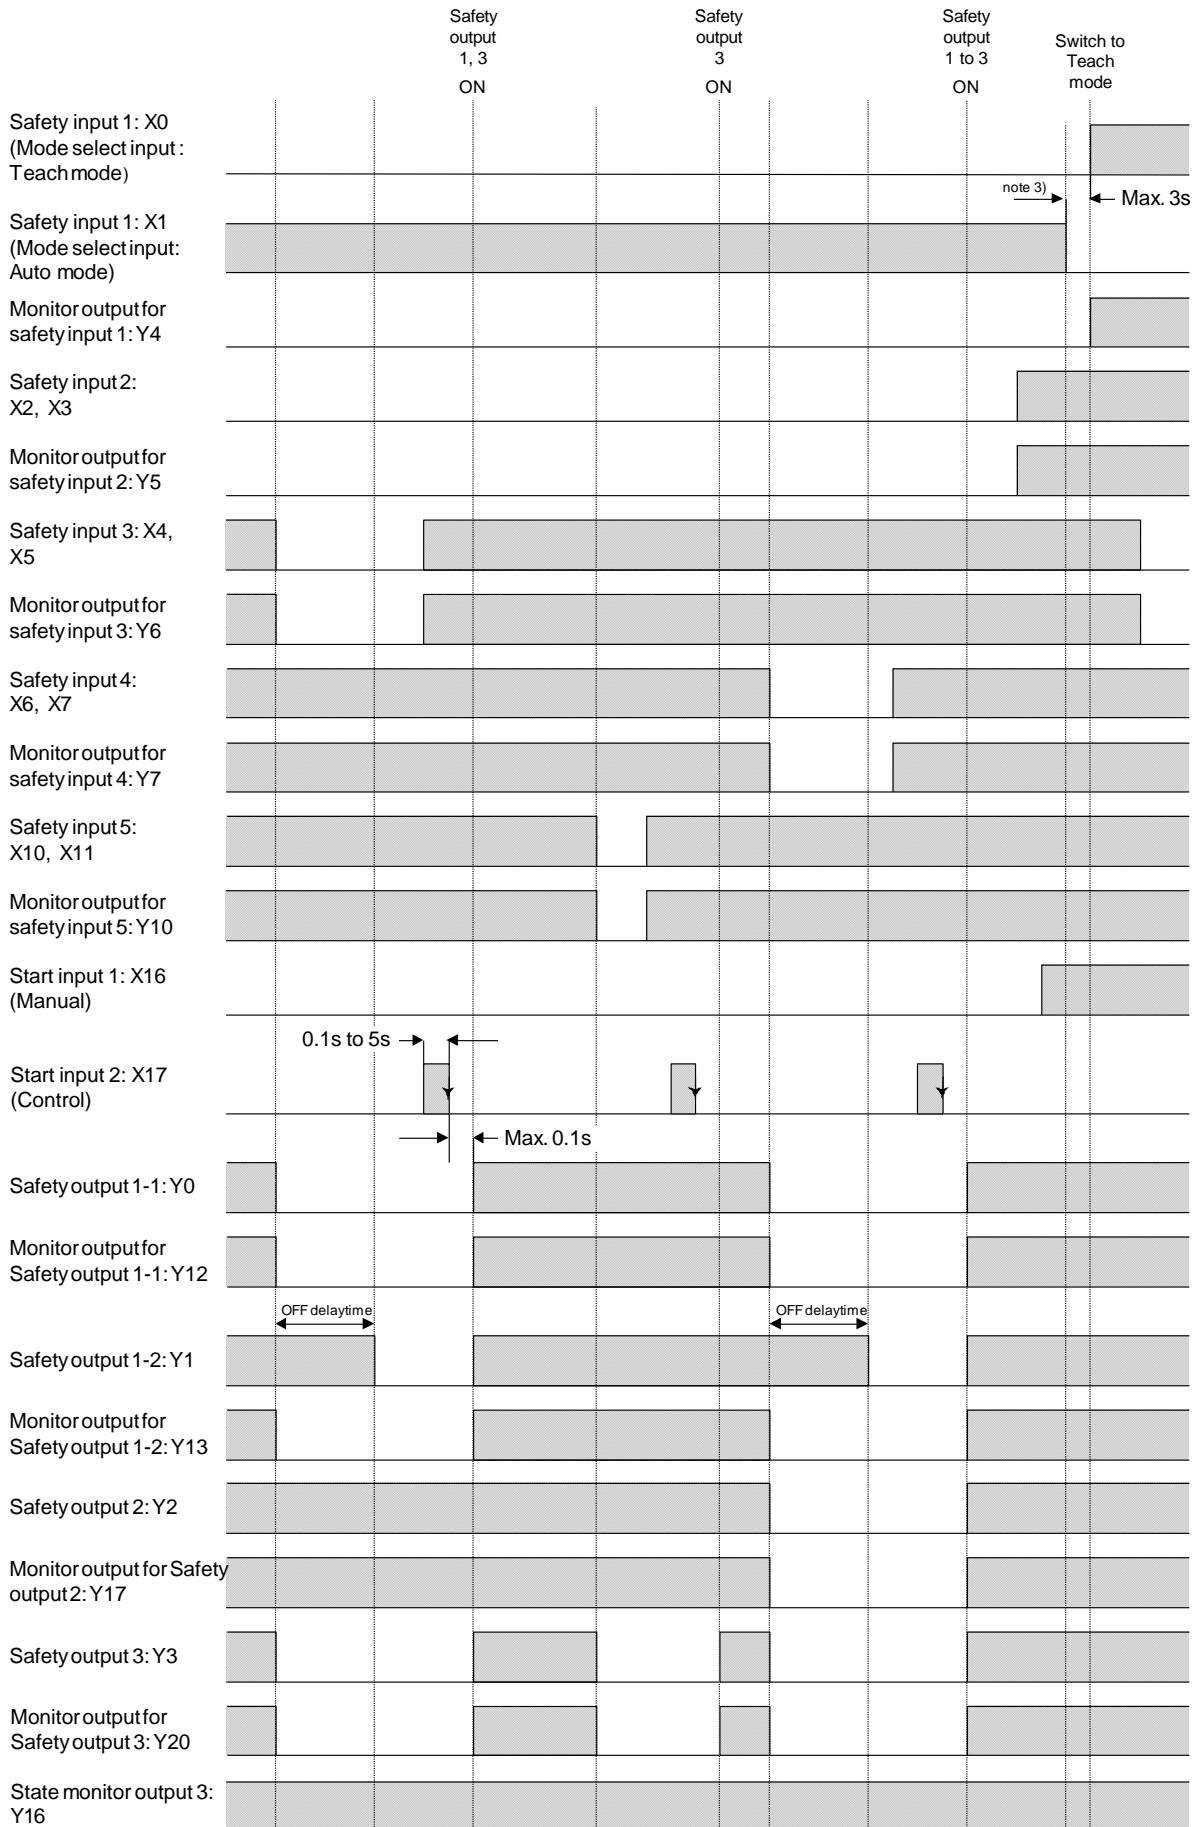 Safety
output
1, 3
ON
Safety
output
3
ON
Safety
output
1 to 3
ON
Switch to
Teach
mode
Safety input 1: X0
(Mode select input :
Teach mode)
note 3)
Max. 3s
Safety input 1: X1
(Mode select input:
Auto mode)
Monitor output for
safety input 1: Y4
Safety input 2:
X2, X3
Monitor output for
safety input 2: Y5
Safety input 3: X4,
X5
Monitor output for
safety input 3: Y6
Safety input 4:
X6, X7
Monitor output for
safety input 4: Y7
Safety input 5:
X10, X11
Monitor output for
safety input 5: Y10
Start input 1: X16
(Manual)
0.1s to 5s
Start input 2: X17
(Control)
Max. 0.1s
Safety output 1-1: Y0
Monitor output for
Safety output 1-1: Y12
OFF delaytime
OFF delaytime
Safety output 1-2: Y1
Monitor output for
Safety output 1-2: Y13
Safety output 2: Y2
Monitor output for Safety
output 2: Y17
Safety output 3: Y3
Monitor output for
Safety output 3: Y20
State monitor output 3:
Y16